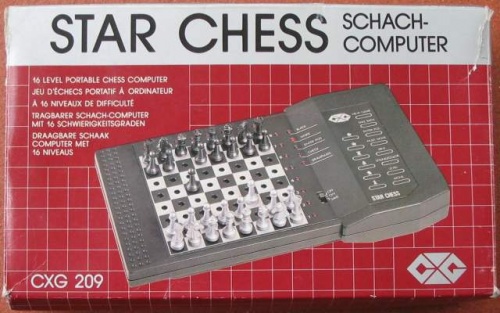 STAR CHESS
SCHACH-
COMPUTER
16 LEVEL PORTABLE CHESS COMPUTER
JEU D'ÉCHECS PORTATIF À ORDINATEUR
À 16 NIVEAUX DE DIFFICULTÉ
TRAGBARER SCHACH-COMPUTER
MIT 16 SCHWIERIGKEITSGRADEN
DRAAGBARE SCHAAK
COMPUTER MET
16 NIVEAUS
CXG
STAR CHESS
CXG 209
CXG